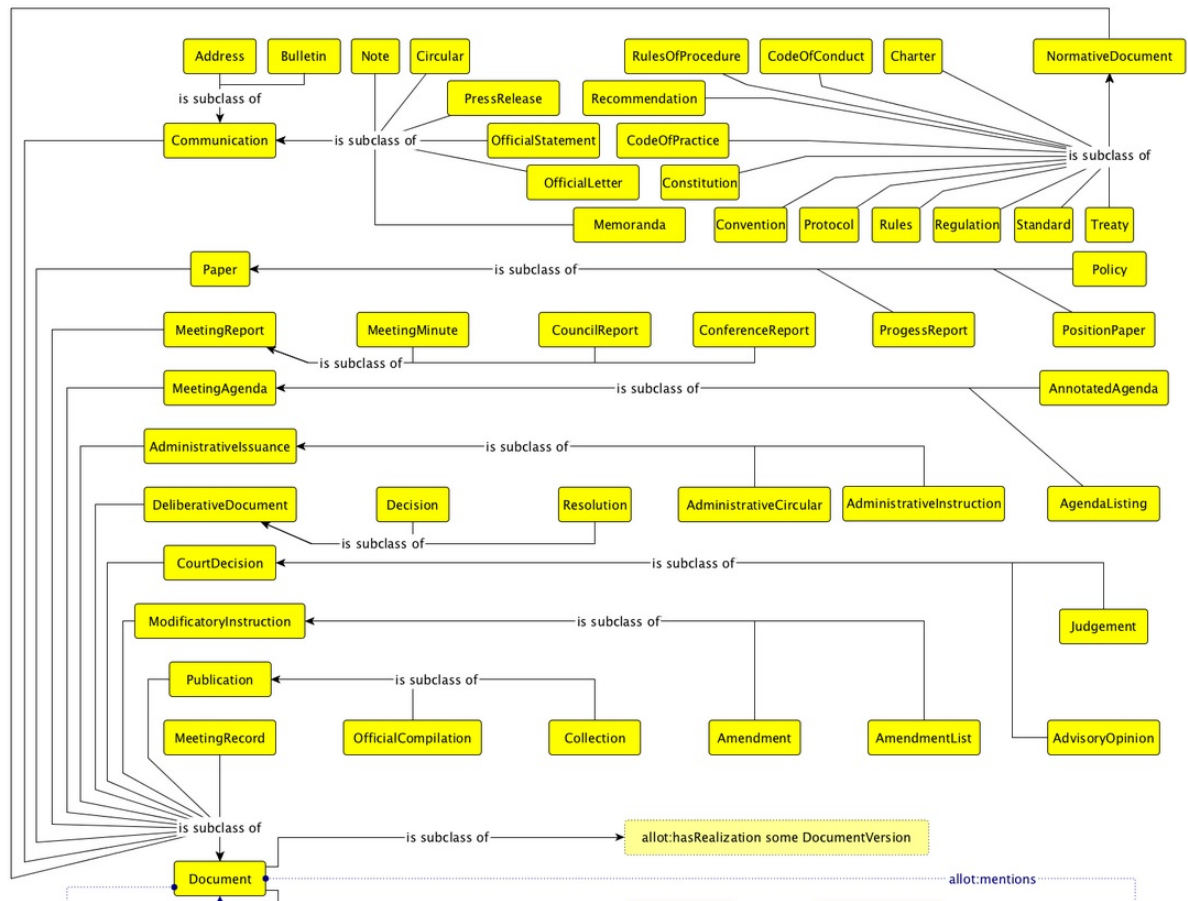 Address
Bulletin
Note
Circular
RulesOfProcedure
CodeOfConduct
Charter
NormativeDocument
is subclass of
PressRelease
Recommendation
Communication
is subclass of
OfficialStatement
CodeOfPractice
is subclass of
OfficialLetter
Constitution
Memoranda
Convention
Protocol
Rules
Regulation
Standard
Treaty
Paper
is subclass of
Policy
MeetingReport
MeetingMinute
CouncilReport
ConferenceReport
ProgessReport
PositionPaper
is subclass of
MeetingAgenda
is subclass of
AnnotatedAgenda
AdministrativeIssuance
is subclass of
DeliberativeDocument
Decision
Resolution
AdministrativeCircular
AdministrativeInstruction
AgendaListing
is subclass of
CourtDecision
is subclass of
ModificatoryInstruction
is subclass of
Judgement
Publication
is subclass of
MeetingRecord
OfficialCompilation
Collection
Amendment
AmendmentList
AdvisoryOpinion
is subclass of
is subclass of
allot:hasRealization some DocumentVersion
Document
allot:mentions